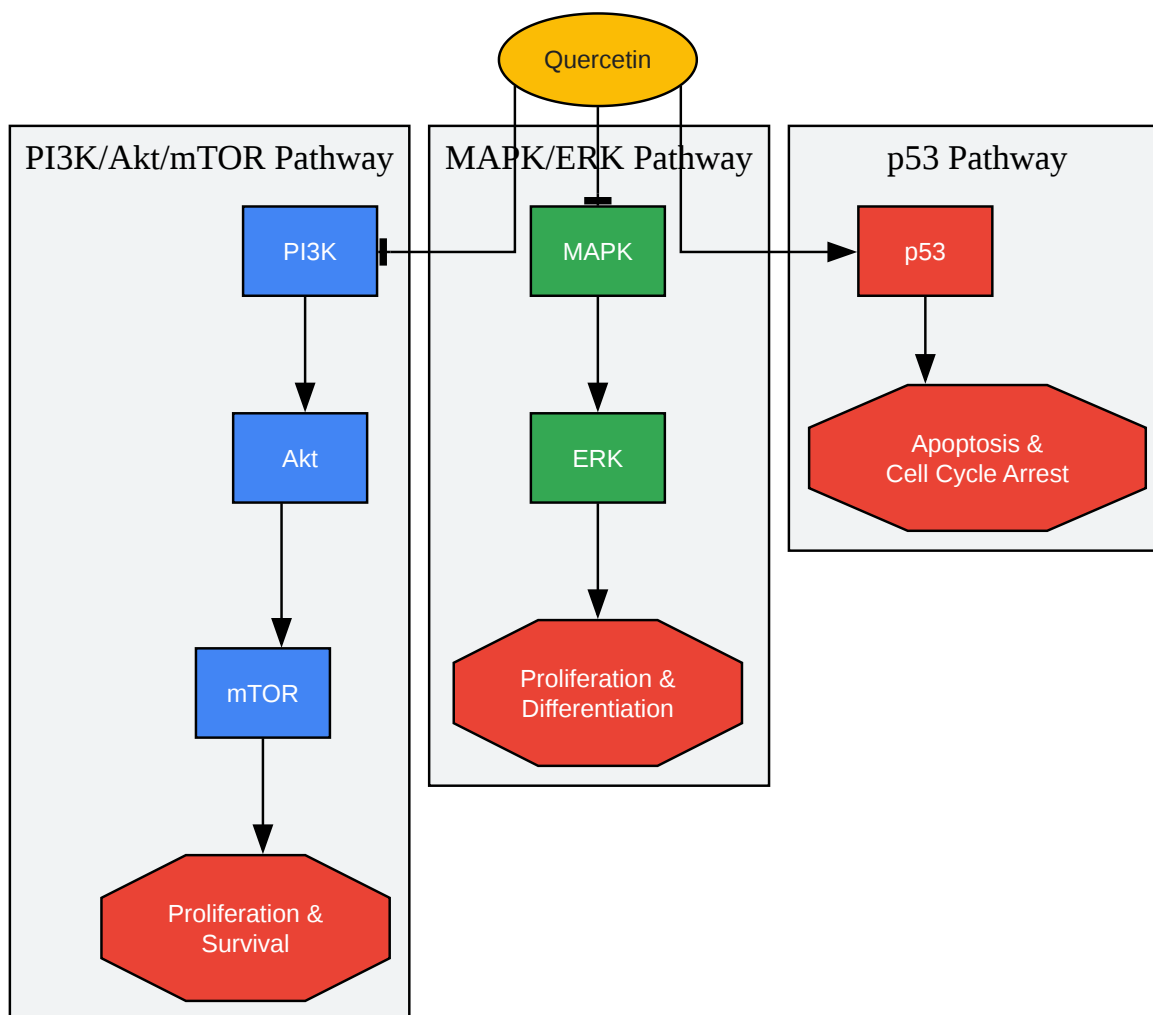 Quercetin
PI3K/Akt/mTOR Pathway
MAPK/ERK Pathway
p53 Pathway
PI3K
MAPK
p53
Akt
ERK
Apoptosis &
Cell Cycle Arrest
mTOR
Proliferation &
Differentiation
Proliferation &
Survival